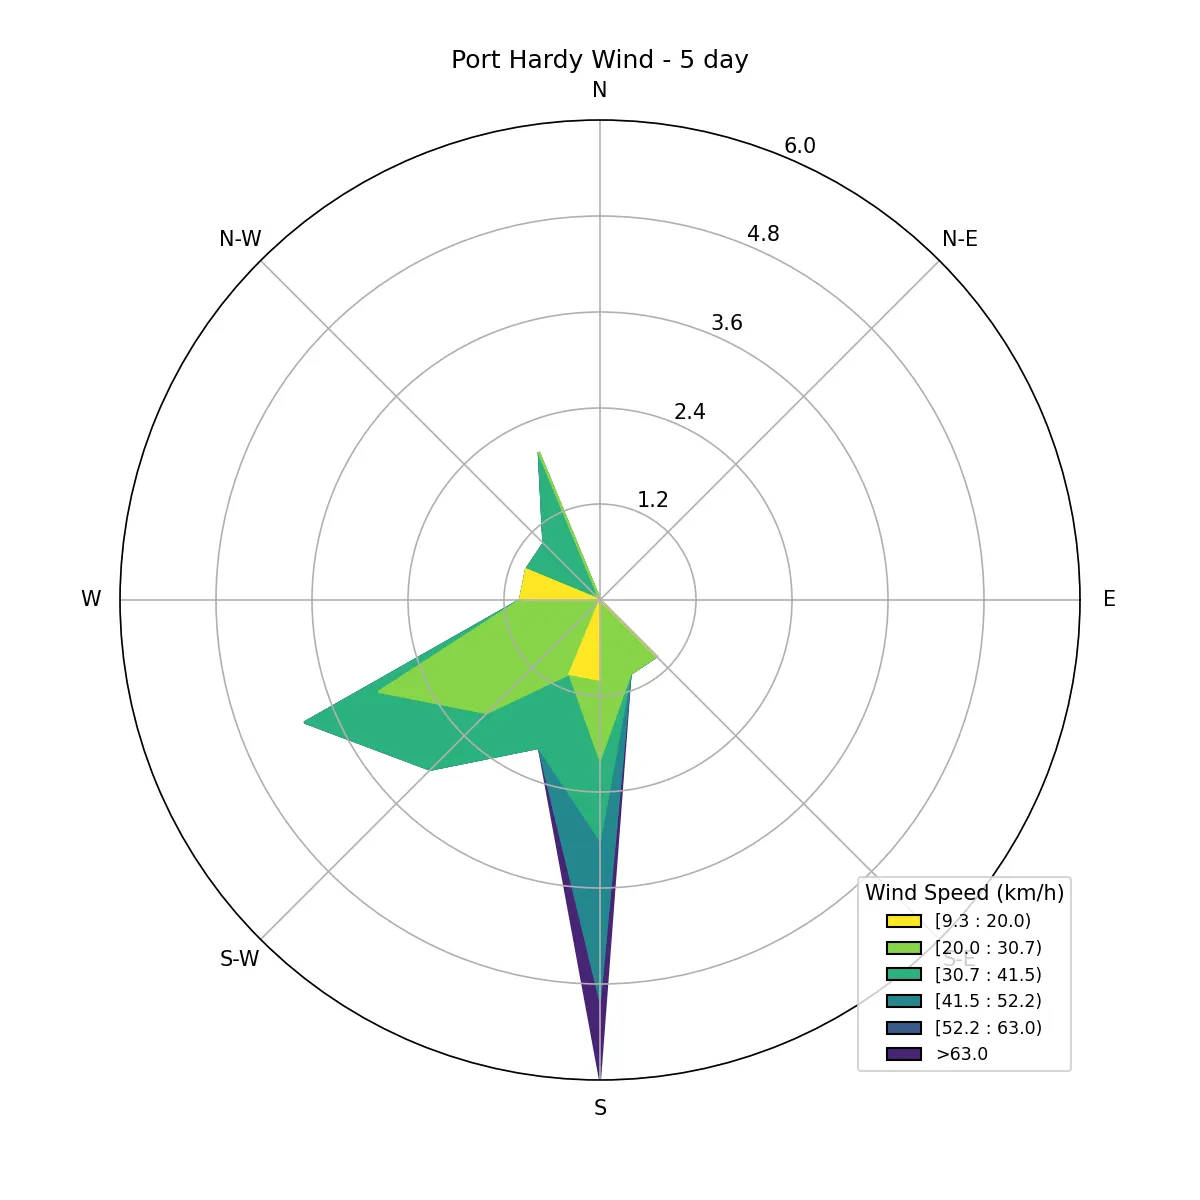 Port Hardy Wind - 5 day
N
6.0
N-W
N-E
4.8
3.6
2.4
1.2
W
E
S-W
S-E
S
Wind Speed (km/h)
[9.3 : 20.0)
[20.0 : 30.7)
[30.7 : 41.5)
[41.5 : 52.2)
[52.2 : 63.0)
>63.0